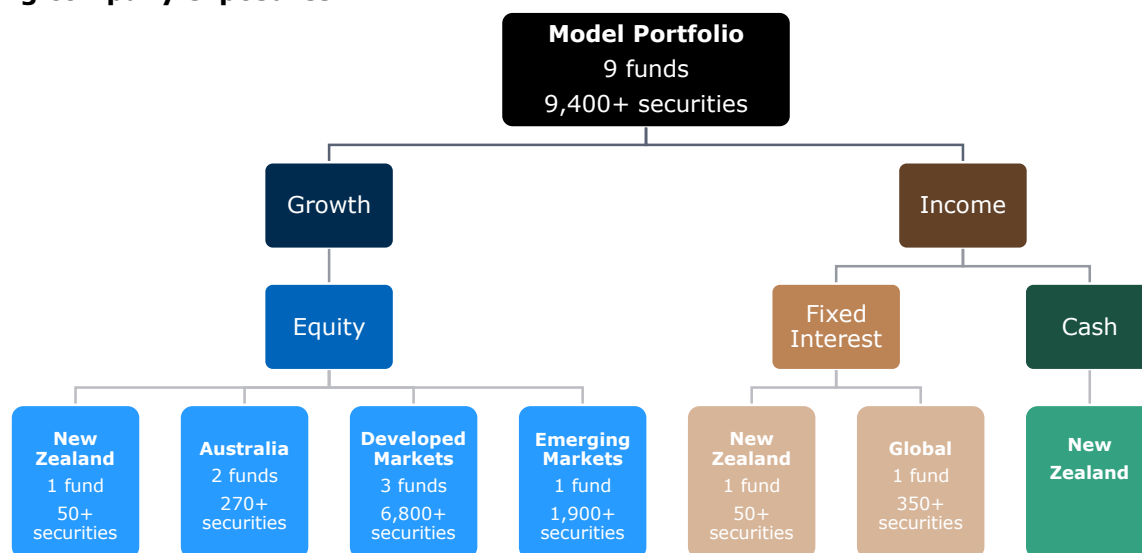 Model Portfolio
9 funds
9,400+ securities
Growth
Income
Equity
Fixed
Interest
Cash
New
Zealand
1 fund
50+
securities
Australia
2 funds
270+
securities
Developed
Markets
3 funds
6,800+
securities
Emerging
Markets
1 fund
1,900+
securities
New
Zealand
1 fund
50+
securities
Global
1 fund
350+
securities
New
Zealand